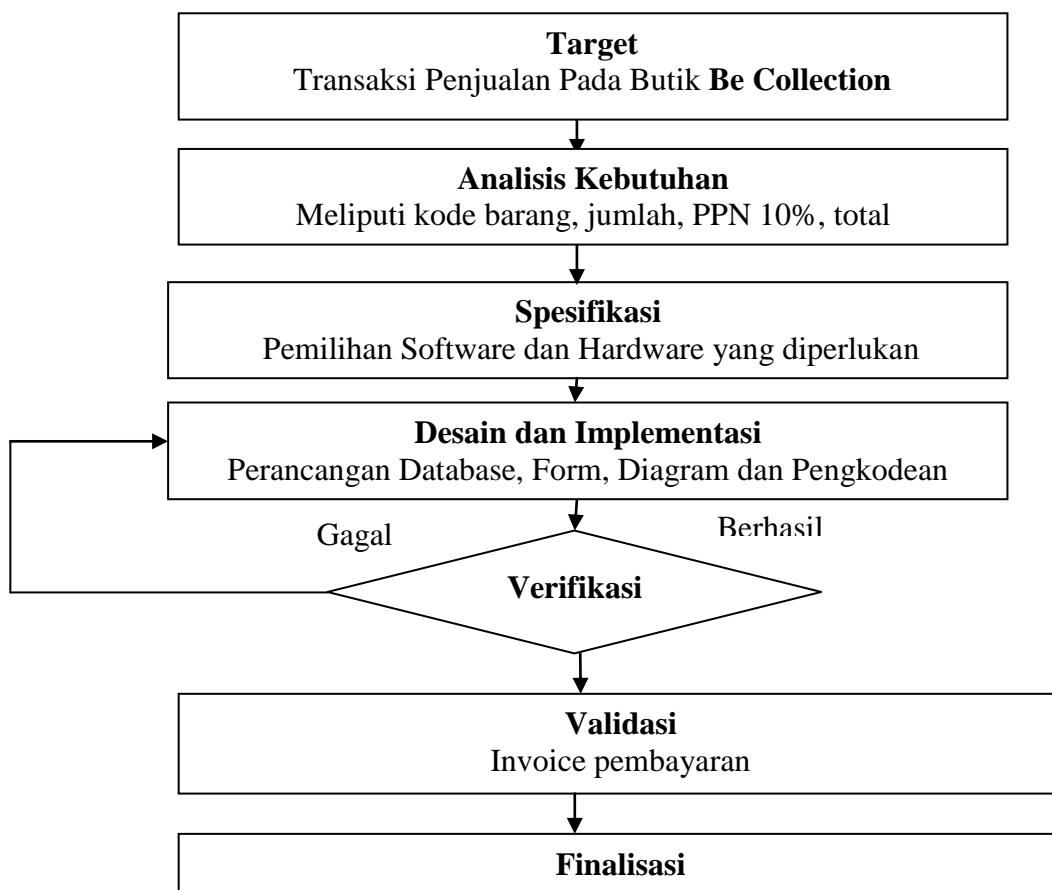 Target
Transaksi Penjualan Pada Butik Be Collection
Analisis Kebutuhan
Meliputi kode barang, jumlah, PPN 10%, total
Spesifikasi
Pemilihan Software dan Hardware yang diperlukan
Desain dan Implementasi
Perancangan Database, Form, Diagram dan Pengkodean
Gagal
Berhasil
Verifikasi
Validasi
Invoice pembayaran
Finalisasi